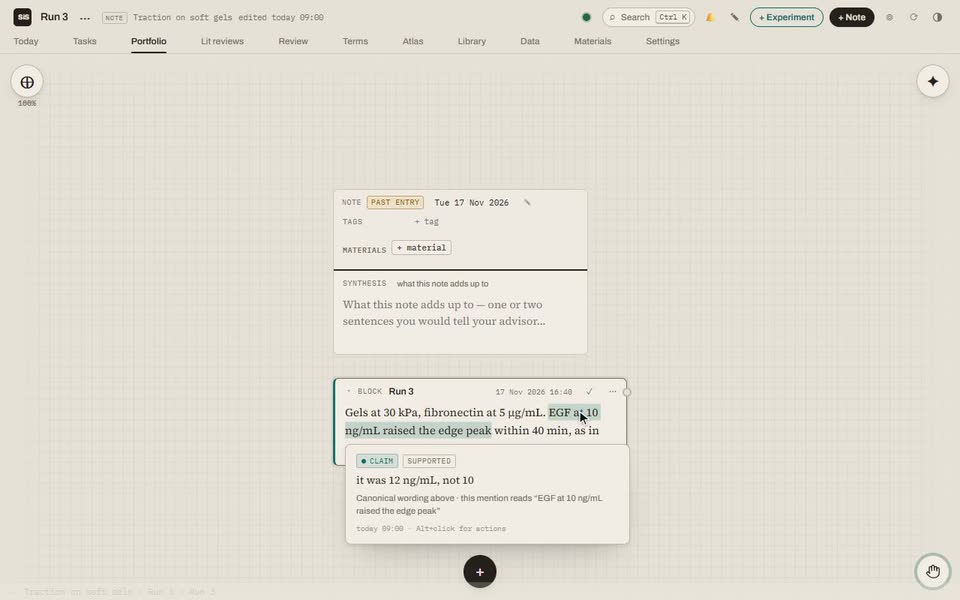 SIS Run 3 ... NOTE Traction on soft gels edited today 09:00 Search Ctrl K + Experiment + Note
Today Tasks Portfolio Lit reviews Review Terms Atlas Library Data Materials Settings
100%
NOTE PAST ENTRY Tue 17 Nov 2026
TAGS + tag
MATERIALS + material
SYNTHESIS what this note adds up to
What this note adds up to — one or two
sentences you would tell your advisor...
BLOCK Run 3 17 Nov 2026 16:40 ✓ ...
Gels at 30 kPa, fibronectin at 5 µg/mL. EGF at 10
ng/mL raised the edge peak within 40 min, as in
CLAIM SUPPORTED
it was 12 ng/mL, not 10
Canonical wording above · this mention reads “EGF at 10 ng/mL
raised the edge peak”
today 09:00 · Alt+click for actions
+
Traction on soft gels
Run 3